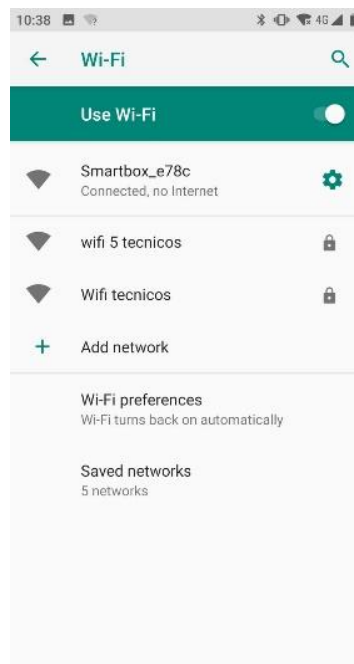 10:38
4G
Wi-Fi
Use Wi-Fi
Smartbox_e78c
Connected, no Internet
wifi 5 tecnicos
Wifi tecnicos
Add network
Wi-Fi preferences
Wi-Fi turns back on automatically
Saved networks
5 networks